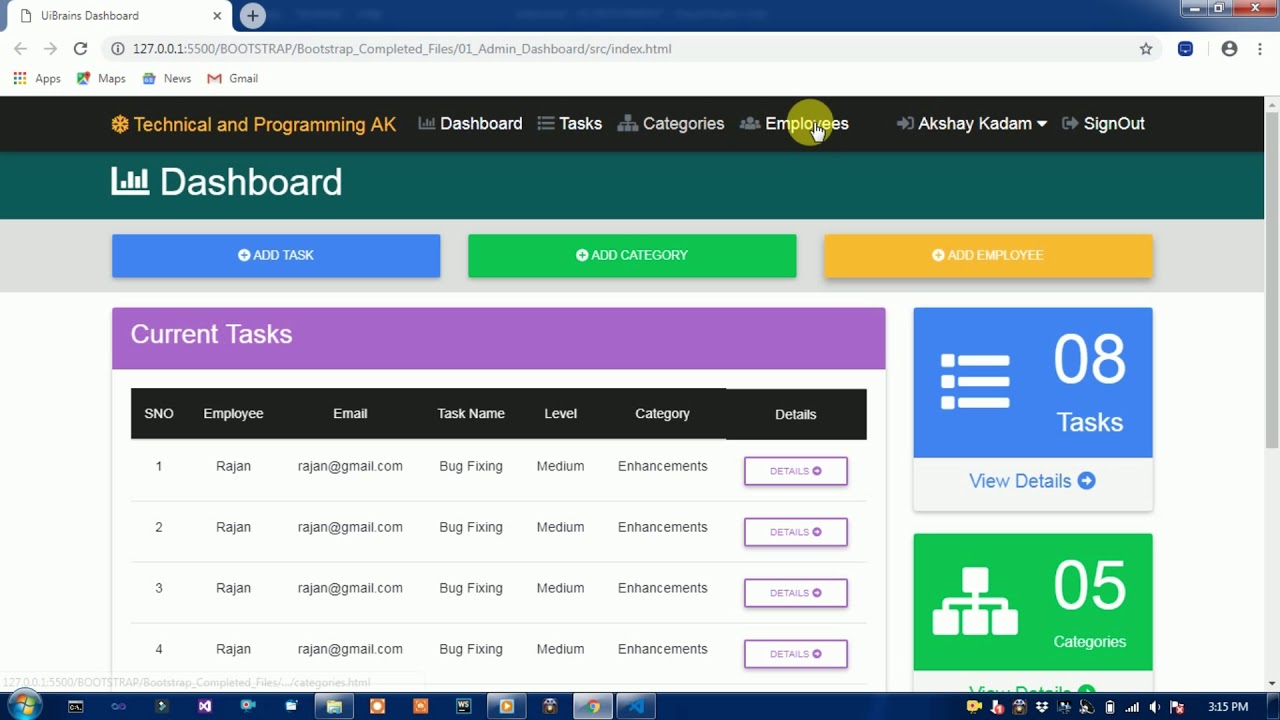 UiBrains Dashboard
127.0.0.1:5500/BOOTSTRAP/Bootstrap_Completed_Files/01_Admin_Dashboard/src/index.html
Apps Maps News Gmail
Technical and Programming AK Dashboard Tasks Categories Employees Akshay Kadam SignOut
Dashboard
ADD TASK ADD CATEGORY ADD EMPLOYEE
Current Tasks
SNO Employee Email Task Name Level Category Details
1 Rajan rajan@gmail.com Bug Fixing Medium Enhancements DETAILS
2 Rajan rajan@gmail.com Bug Fixing Medium Enhancements DETAILS
3 Rajan rajan@gmail.com Bug Fixing Medium Enhancements DETAILS
4 Rajan rajan@gmail.com Bug Fixing Medium Enhancements DETAILS
08
Tasks
View Details
05
Categories
View Details
127.0.0.1:5500/BOOTSTRAP/Bootstrap_Completed_Files/.../categories.html
WS
3:15 PM